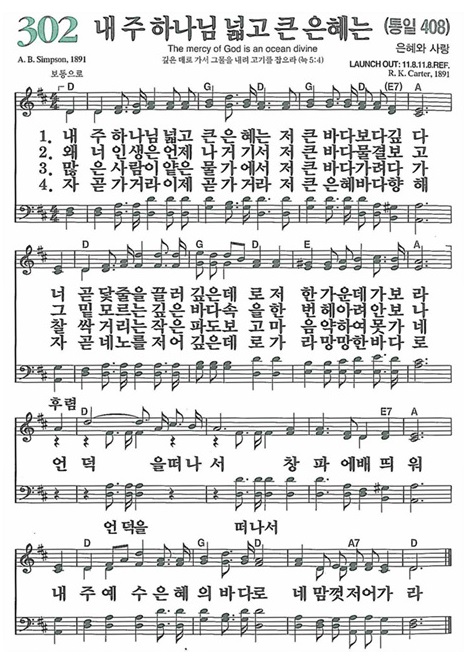 302 내 주 하나님 넓고 큰 은혜는 (통일 408)
The mercy of God is an ocean divine
은혜와 사랑
A. B. Simpson, 1891
깊은 데로 가서 그물을 내려 고기를 잡으라 (눅 5:4)
LAUNCH OUT: 11.8.11.8.REF.
보통으로
R. K. Carter, 1891
D G D (E7) A
1. 내 주 하나님 넓고 큰 은혜는 저 큰 바다보다 깊 다
2. 왜 너 인생은 언제 나 거기서 저 큰 바다 물결 보 고
3. 많은 사람이 얕은 물가에서 저 큰 바다 가려다 가
4. 자 곧 가거라 이제 곧 가거라 저 큰 은혜 바다 향 해
D G E D A D
너 곧 닻줄을 끌러 깊은 데로 저 한 가운데 가 보 라
그 밑 모르는 깊은 바다 속을 한 번 헤아려 안 보 나
찰싹 거리는 작은 파도 보고 마 음 약하여 못 가 네
자 곧 네 노를 저어 깊은 데로 가 라 망망한 바다 로
후렴
A D E7 A
언 덕 을 떠나 서 창 파에 배 띄 워
언 덕을 떠나서
D G D A7 D
내 주 예 수 은혜 의 바다로 네 맘껏 저어 가 라